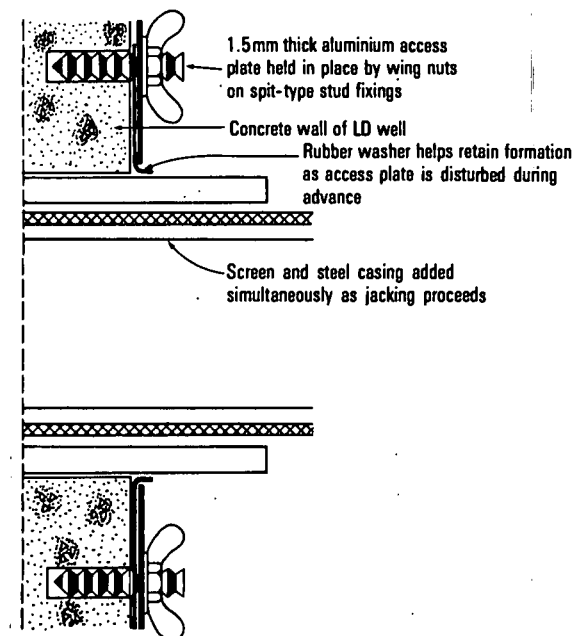 1.5mm thick aluminium access
plate held in place by wing nuts
on spit-type stud fixings
Concrete wall of LD well
Rubber washer helps retain formation
as access plate is disturbed during
advance
Screen and steel casing added
simultaneously as jacking proceeds